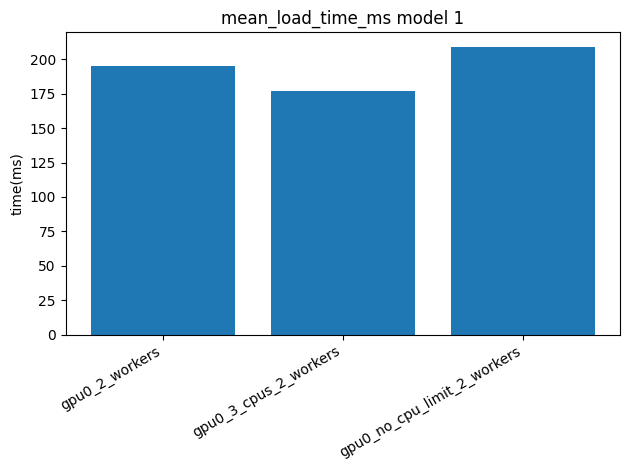 mean_load_time_ms model 1
time(ms)
200
175
150
125
100
75
50
25
0
gpu0_2_workers
gpu0_3_cpus_2_workers
gpu0_no_cpu_limit_2_workers